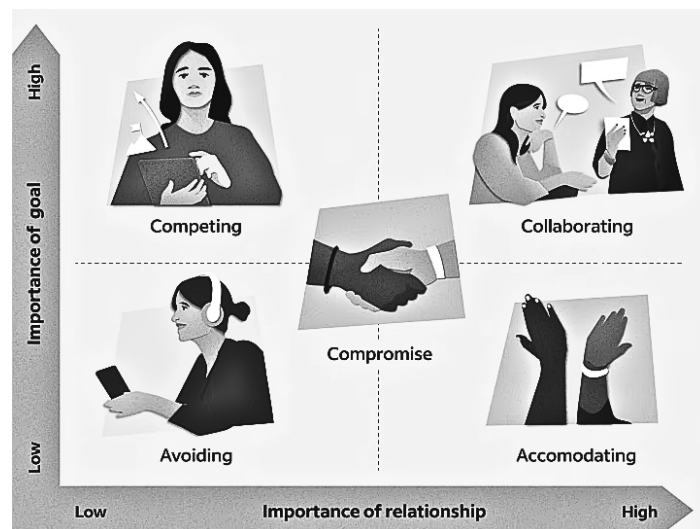 High
Importance of goal
Low
Competing
Collaborating
Compromise
Avoiding
Accomodating
Low
Importance of relationship
High